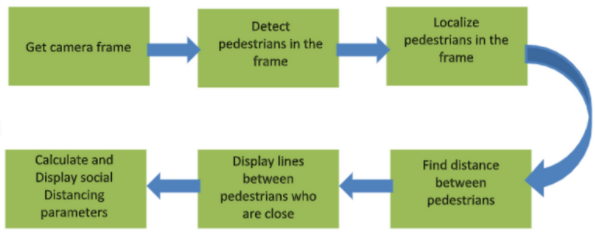 Get camera frame
Detect
pedestrians in the
frame
Localize
pedestrians in the
frame
Find distance
between
pedestrians
Display lines
between
pedestrians who
are close
Calculate and
Display social
Distancing
parameters